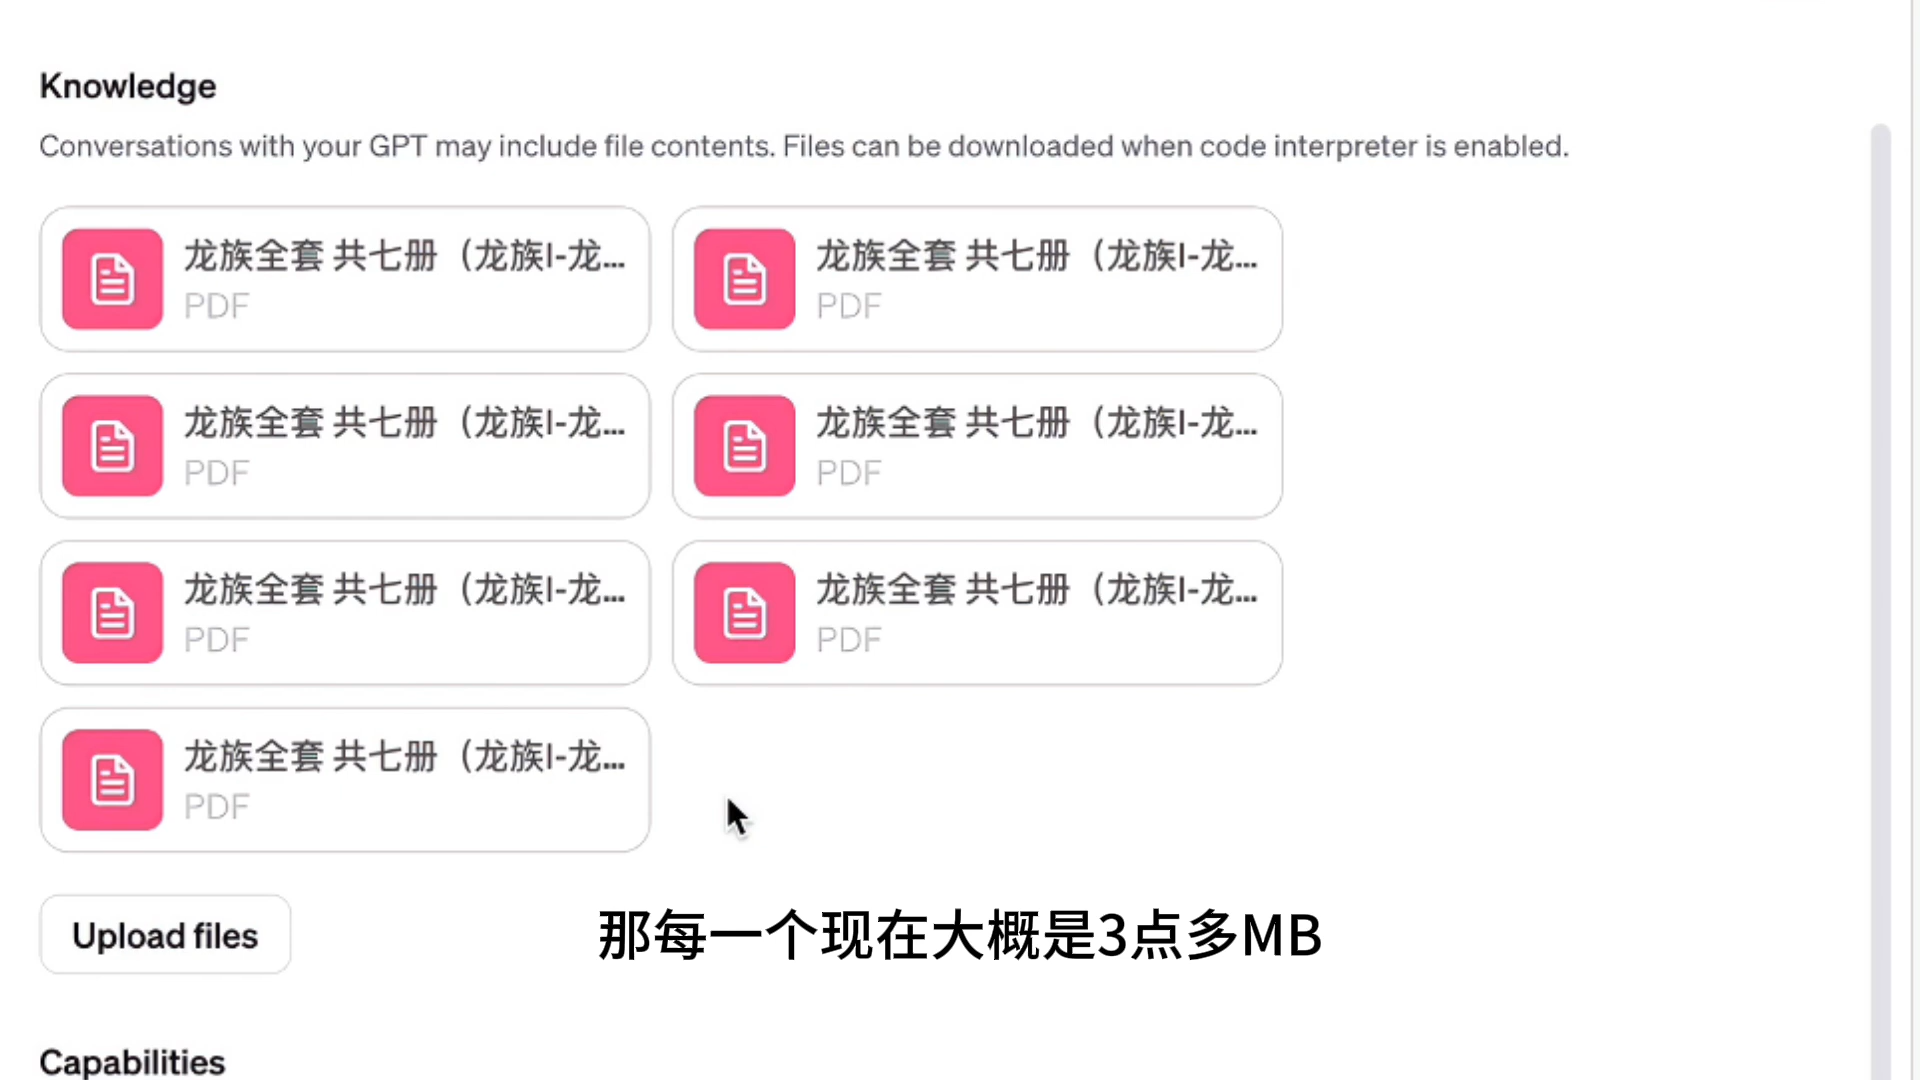 Knowledge
Conversations with your GPT may include file contents. Files can be downloaded when code interpreter is enabled.
龙族全套 共七册（龙族I-龙...
PDF
龙族全套 共七册（龙族I-龙...
PDF
龙族全套 共七册（龙族I-龙...
PDF
龙族全套 共七册（龙族I-龙...
PDF
龙族全套 共七册（龙族I-龙...
PDF
龙族全套 共七册（龙族I-龙...
PDF
龙族全套 共七册（龙族I-龙...
PDF
Upload files
那每一个现在大概是3点多MB
Capabilities